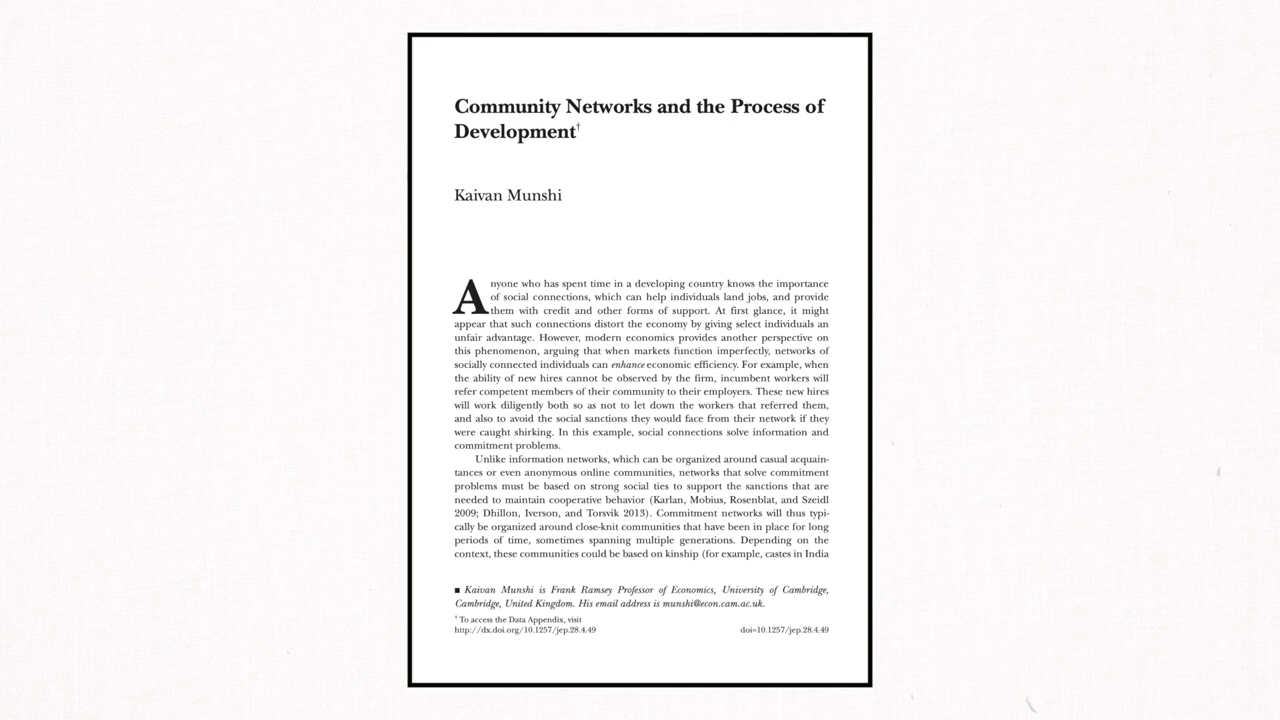 Community Networks and the Process of
Development†
Kaivan Munshi
Anyone who has spent time in a developing country knows the importance
of social connections, which can help individuals land jobs, and provide
them with credit and other forms of support. At first glance, it might
appear that such connections distort the economy by giving select individuals an
unfair advantage. However, modern economics provides another perspective on
this phenomenon, arguing that when markets function imperfectly, networks of
socially connected individuals can enhance economic efficiency. For example, when
the ability of new hires cannot be observed by the firm, incumbent workers will
refer competent members of their community to their employers. These new hires
will work diligently both so as not to let down the workers that referred them,
and also to avoid the social sanctions they would face from their network if they
were caught shirking. In this example, social connections solve information and
commitment problems.
Unlike information networks, which can be organized around casual acquain-
tances or even anonymous online communities, networks that solve commitment
problems must be based on strong social ties to support the sanctions that are
needed to maintain cooperative behavior (Karlan, Mobius, Rosenblat, and Szeidl
2009; Dhillon, Iverson, and Torsvik 2013). Commitment networks will thus typi-
cally be organized around close-knit communities that have been in place for long
periods of time, sometimes spanning multiple generations. Depending on the
context, these communities could be based on kinship (for example, castes in India
■ Kaivan Munshi is Frank Ramsey Professor of Economics, University of Cambridge,
Cambridge, United Kingdom. His email address is munshi@econ.cam.ac.uk.
† To access the Data Appendix, visit
http://dx.doi.org/10.1257/jep.28.4.49 doi=10.1257/jep.28.4.49